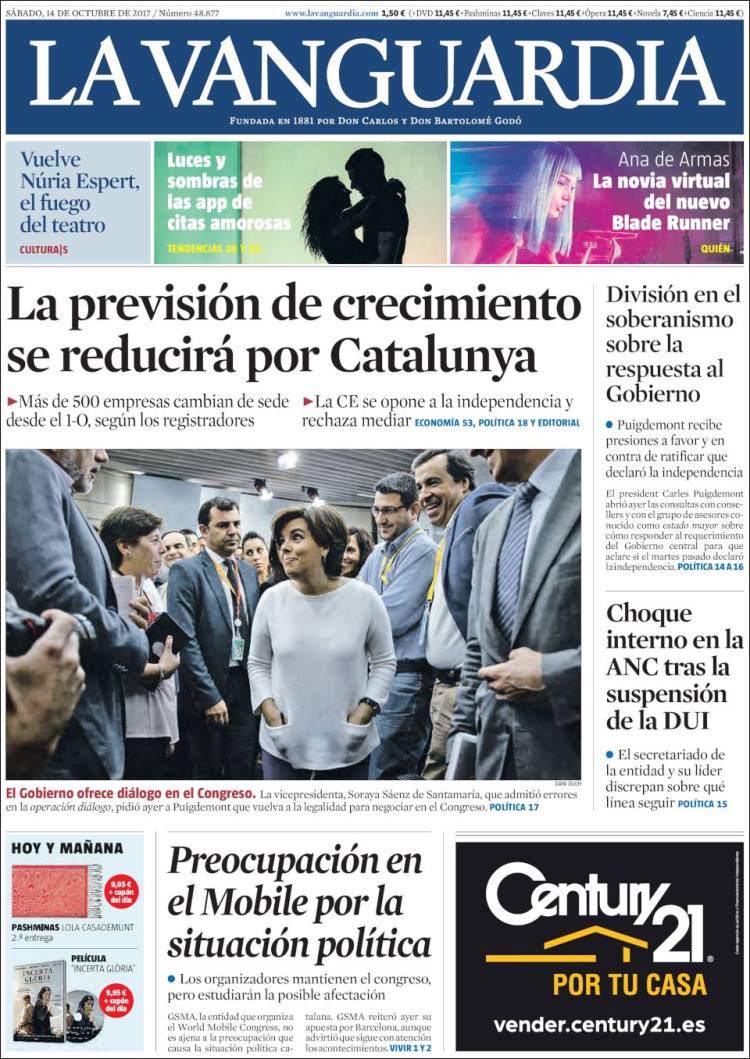 SÁBADO, 14 DE OCTUBRE DE 2017 / Número 48.877
www.lavanguardia.com 1,50 € (+DVD 11,45 €+Pashminas 11,45 €+Claves 11,45 €+Ópera 11,45 €+Novela 7,45 €+Ciencia 11,45 €)
LA VANGUARDIA
FUNDADA EN 1881 POR DON CARLOS Y DON BARTOLOMÉ GODÓ
Vuelve
Núria Espert,
el fuego
del teatro
CULTURA|S
Luces y
sombras de
las app de
citas amorosas
TENDENCIAS 28 Y
Ana de Armas
La novia virtual
del nuevo
Blade Runner
QUIÉN
La previsión de crecimiento
se reducirá por Catalunya
►Más de 500 empresas cambian de sede
desde el 1-O, según los registradores
►La CE se opone a la independencia y
rechaza mediar ECONOMÍA 53, POLÍTICA 18 Y EDITORIAL
DANI DUCH
El Gobierno ofrece diálogo en el Congreso. La vicepresidenta, Soraya Sáenz de Santamaría, que admitió errores
en la operación diálogo, pidió ayer a Puigdemont que vuelva a la legalidad para negociar en el Congreso. POLÍTICA 17
División en el
soberanismo
sobre la
respuesta al
Gobierno
● Puigdemont recibe
presiones a favor y en
contra de ratificar que
declaró la independencia
El president Carles Puigdemont
abrió ayer las consultas con conse-
llers y con el grupo de asesores co-
nocido como estado mayor sobre
cómo responder al requerimiento
del Gobierno central para que
aclare si el martes pasado declaró
la independencia. POLÍTICA 14 A 16
Choque
interno en la
ANC tras la
suspensión
de la DUI
● El secretariado de
la entidad y su líder
discrepan sobre qué
línea seguir POLÍTICA 15
HOY Y MAÑANA
9,95 €
+ cupón
del día
PASHMINAS LOLA CASADEMUNT
2.ª entrega
PELÍCULA
"INCERTA GLÒRIA"
INCERTA
GLÒRIA
9,95 €
+ cupón
del día
Preocupación en
el Mobile por la
situación política
● Los organizadores mantienen el congreso,
pero estudiarán la posible afectación
GSMA, la entidad que organiza
el World Mobile Congress, no
es ajena a la preocupación que
causa la situación política ca-
talana. GSMA reiteró ayer su
apuesta por Barcelona, aunque
advirtió que sigue con atención
los acontecimientos. VIVIR 1 Y 2
Century 21®
POR TU CASA
vender.century21.es